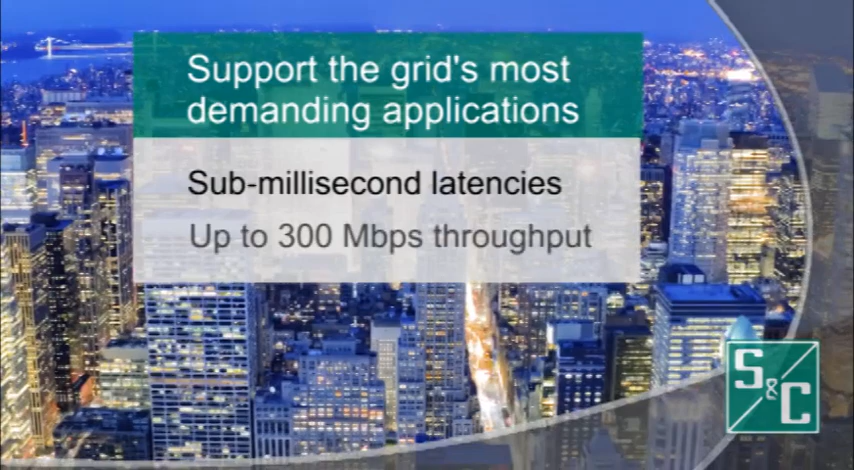 Support the grid's most
demanding applications
Sub-millisecond latencies
Up to 300 Mbps throughput
S&C